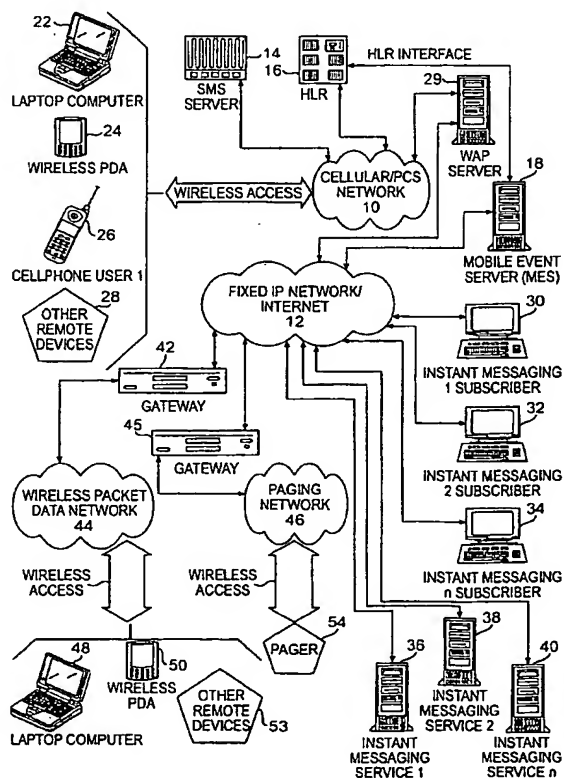 22
LAPTOP COMPUTER
24
WIRELESS PDA
26
CELLPHONE USER 1
28
OTHER
REMOTE
DEVICES
WIRELESS ACCESS
14
SMS
SERVER
16
HLR
HLR INTERFACE
29
WAP
SERVER
18
MOBILE EVENT
SERVER (MES)
CELLULAR/PCS
NETWORK
10
FIXED IP NETWORK/
INTERNET
12
30
INSTANT MESSAGING
1 SUBSCRIBER
32
INSTANT MESSAGING
2 SUBSCRIBER
34
INSTANT MESSAGING
n SUBSCRIBER
42
GATEWAY
45
GATEWAY
WIRELESS PACKET
DATA NETWORK
44
PAGING
NETWORK
46
WIRELESS
ACCESS
WIRELESS
ACCESS
48
LAPTOP COMPUTER
50
WIRELESS
PDA
OTHER
REMOTE
DEVICES
53
54
PAGER
36
INSTANT
MESSAGING
SERVICE 1
38
INSTANT
MESSAGING
SERVICE 2
40
INSTANT
MESSAGING
SERVICE n